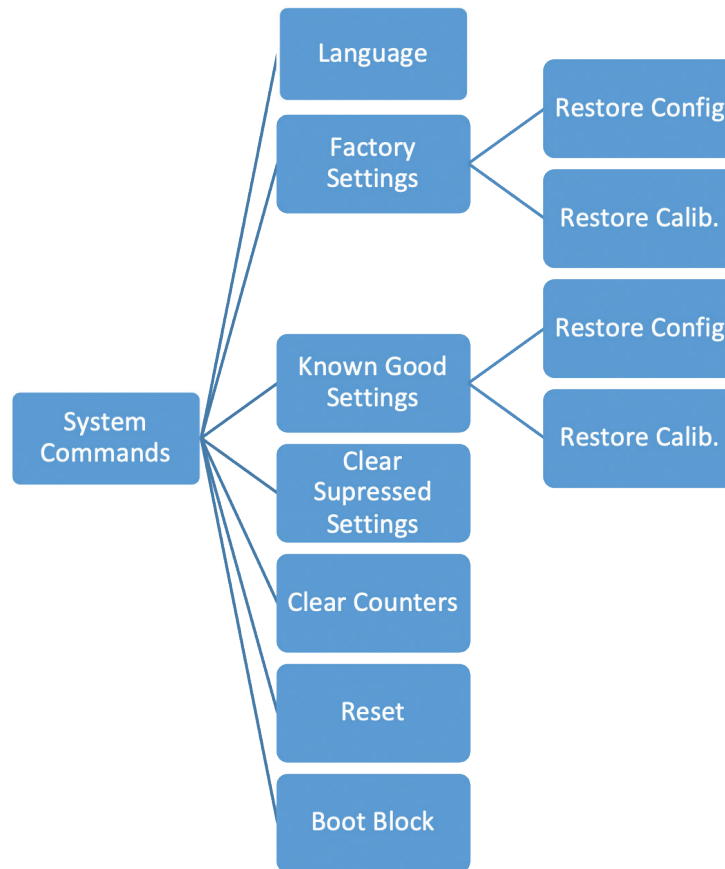 Language
Factory
Settings
Restore Config
Restore Calib.
Known Good
Settings
Restore Config
Restore Calib.
System
Commands
Clear
Supressed
Settings
Clear Counters
Reset
Boot Block